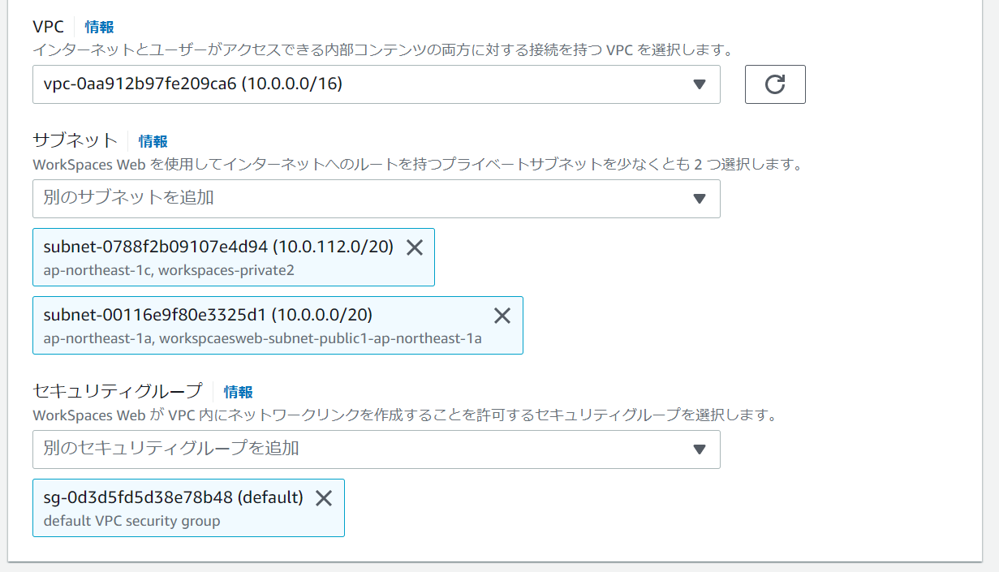 VPC 情報
インターネットとユーザーがアクセスできる内部コンテンツの両方に対する接続を持つ VPC を選択します。
vpc-0aa912b97fe209ca6 (10.0.0.0/16)
サブネット 情報
WorkSpaces Web を使用してインターネットへのルートを持つプライベートサブネットを少なくとも 2 つ選択します。
別のサブネットを追加
subnet-0788f2b09107e4d94 (10.0.112.0/20)
ap-northeast-1c, workspaces-private2
subnet-00116e9f80e3325d1 (10.0.0.0/20)
ap-northeast-1a, workspcaesweb-subnet-public1-ap-northeast-1a
セキュリティグループ 情報
WorkSpaces Web が VPC 内にネットワークリンクを作成することを許可するセキュリティグループを選択します。
別のセキュリティグループを追加
sg-0d3d5fd5d38e78b48 (default)
default VPC security group